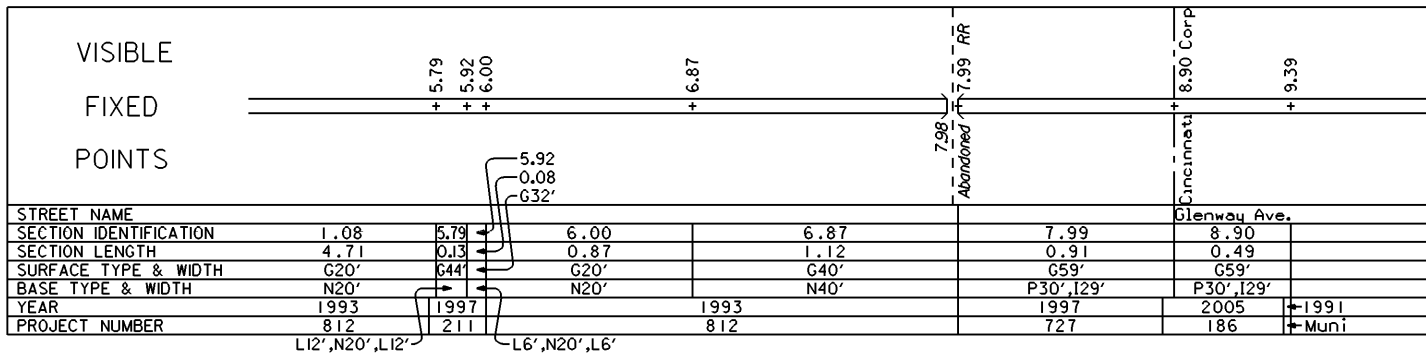 VISIBLE
FIXED
POINTS
5.79 5.92 6.00 6.87 7.98 7.99 RR Abandoned 8.90 Corp Cincinnati 9.39
5.92
0.08
G32'
STREET NAME Glenway Ave.
SECTION IDENTIFICATION 1.08 5.79 6.00 6.87 7.99 8.90
SECTION LENGTH 4.71 0.13 0.87 1.12 0.91 0.49
SURFACE TYPE & WIDTH G20' G44' G20' G40' G59' G59'
BASE TYPE & WIDTH N20' N20' N40' P30',I29' P30',I29'
YEAR 1993 1997 1993 1997 2005 1991
PROJECT NUMBER 812 211 812 727 186 Muni
L12',N20',L12' L6',N20',L6'